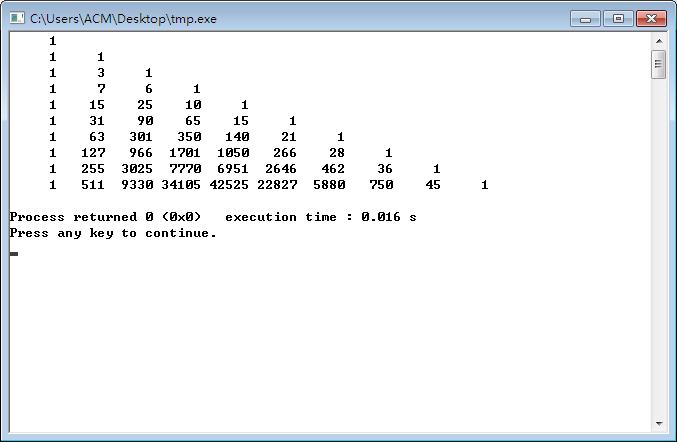 C:\Users\ACM\Desktop\tmp.exe
1
1 1
1 3 1
1 7 6 1
1 15 25 10 1
1 31 90 65 15 1
1 63 301 350 140 21 1
1 127 966 1701 1050 266 28 1
1 255 3025 7770 6951 2646 462 36 1
1 511 9330 34105 42525 22827 5880 750 45 1
Process returned 0 (0x0) execution time : 0.016 s
Press any key to continue.